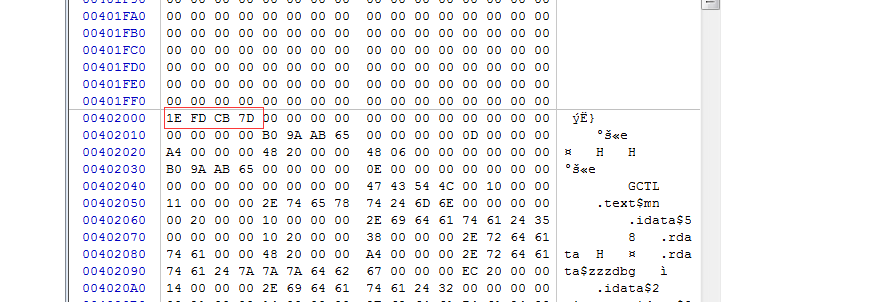 00401FA0 00 00 00 00 00 00 00 00 00 00 00 00 00 00 00 00
00401FB0 00 00 00 00 00 00 00 00 00 00 00 00 00 00 00 00
00401FC0 00 00 00 00 00 00 00 00 00 00 00 00 00 00 00 00
00401FD0 00 00 00 00 00 00 00 00 00 00 00 00 00 00 00 00
00401FE0 00 00 00 00 00 00 00 00 00 00 00 00 00 00 00 00
00401FF0 00 00 00 00 00 00 00 00 00 00 00 00 00 00 00 00
00402000 1E FD CB 7D 00 00 00 00 00 00 00 00 00 00 00 00 ýË}
00402010 00 00 00 00 B0 9A AB 65 00 00 00 00 0D 00 00 00 °š«e
00402020 A4 00 00 00 48 20 00 00 48 06 00 00 00 00 00 00 ¤ H H
00402030 B0 9A AB 65 00 00 00 00 0E 00 00 00 00 00 00 00 °š«e
00402040 00 00 00 00 00 00 00 00 47 43 54 4C 00 10 00 00 GCTL
00402050 11 00 00 00 2E 74 65 78 74 24 6D 6E 00 00 00 00 .text$mn
00402060 00 20 00 00 10 00 00 00 2E 69 64 61 74 61 24 35 .idata$5
00402070 00 00 00 00 10 20 00 00 38 00 00 00 2E 72 64 61 8 .rda
00402080 74 61 00 00 48 20 00 00 A4 00 00 00 2E 72 64 61 ta H ¤ .rda
00402090 74 61 24 7A 7A 7A 64 62 67 00 00 00 EC 20 00 00 ta$zzzdbg ì
004020A0 14 00 00 00 2E 69 64 61 74 61 24 32 00 00 00 00 .idata$2